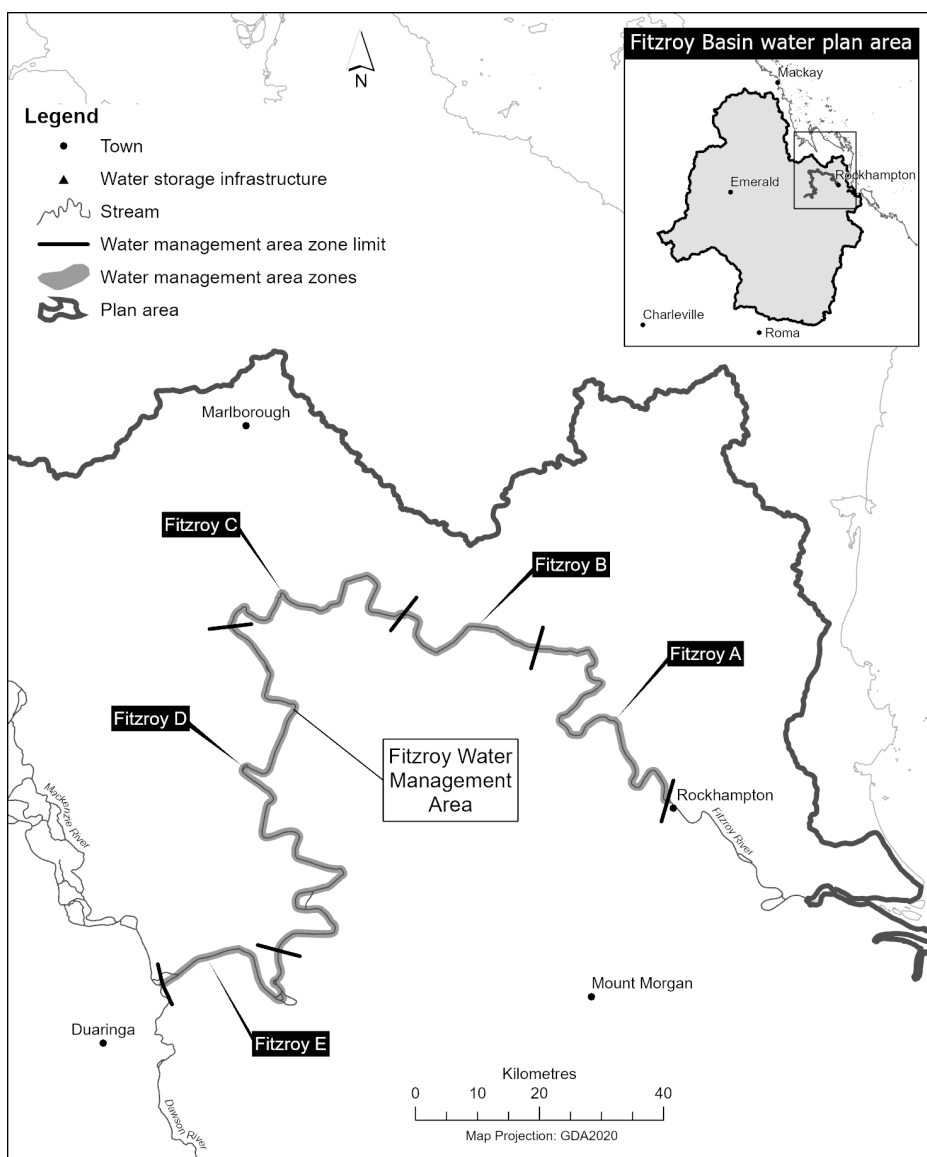 Fitzroy Basin water plan area
Mackay
Emerald
Rockhampton
Charleville
Roma
N
Legend
Town
Water storage infrastructure
Stream
Water management area zone limit
Water management area zones
Plan area
Marlborough
Fitzroy C
Fitzroy B
Fitzroy A
Fitzroy D
Fitzroy Water
Management
Area
Mackenzie River
Rockhampton
Fitzroy River
Mount Morgan
Duaringa
Fitzroy E
Dawson River
Kilometres
0 10 20 40
Map Projection: GDA2020